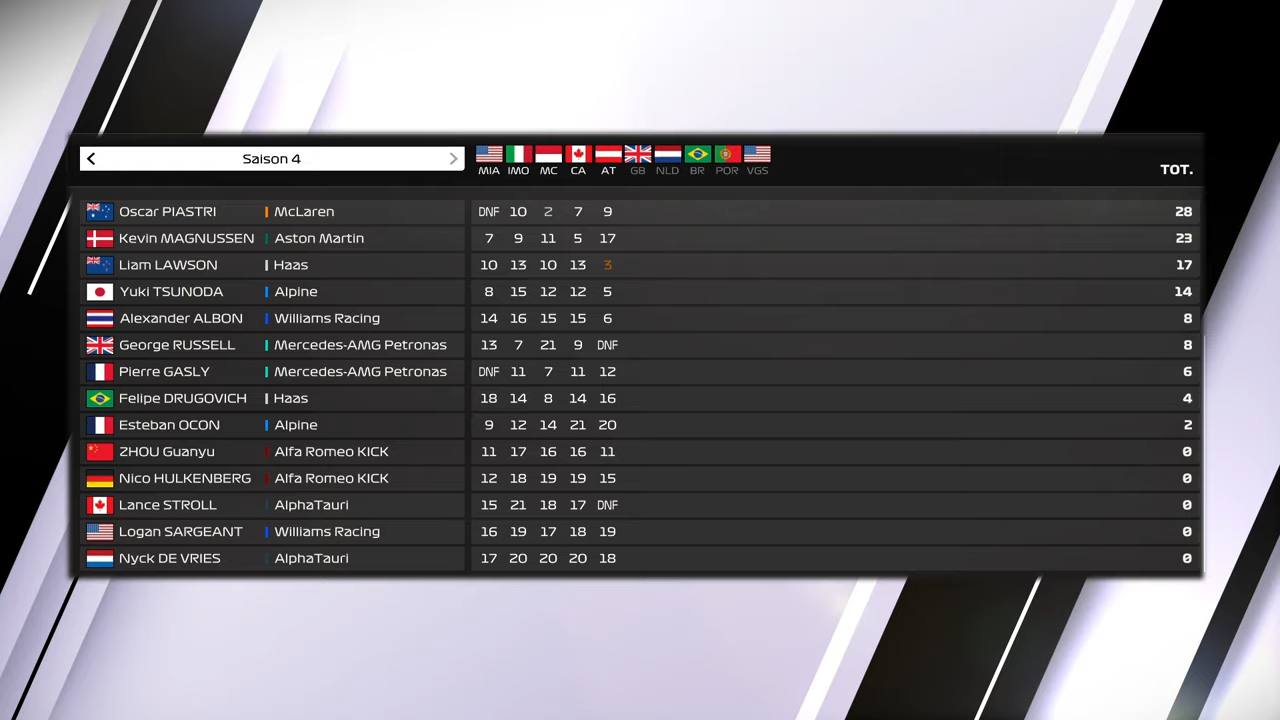 Saison 4
MIA IMO MC CA AT GB NLD BR POR VGS
TOT.
Oscar PIASTRI McLaren DNF 10 2 7 9 28
Kevin MAGNUSSEN Aston Martin 7 9 11 5 17 23
Liam LAWSON Haas 10 13 10 13 3 17
Yuki TSUNODA Alpine 8 15 12 12 5 14
Alexander ALBON Williams Racing 14 16 15 15 6 8
George RUSSELL Mercedes-AMG Petronas 13 7 21 9 DNF 8
Pierre GASLY Mercedes-AMG Petronas DNF 11 7 11 12 6
Felipe DRUGOVICH Haas 18 14 8 14 16 4
Esteban OCON Alpine 9 12 14 21 20 2
ZHOU Guanyu Alfa Romeo KICK 11 17 16 16 11 0
Nico HULKENBERG Alfa Romeo KICK 12 18 19 19 15 0
Lance STROLL AlphaTauri 15 21 18 17 DNF 0
Logan SARGEANT Williams Racing 16 19 17 18 19 0
Nyck DE VRIES AlphaTauri 17 20 20 20 18 0